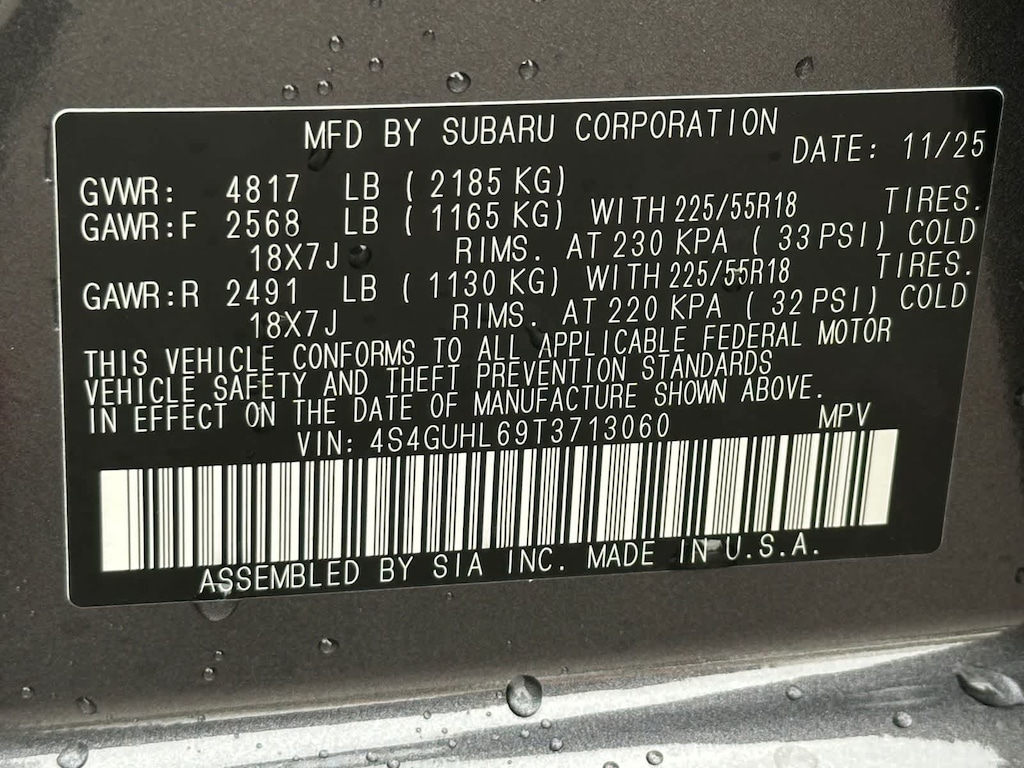 MFD BY SUBARU CORPORATION
DATE: 11/25
GVWR: 4817 LB ( 2185 KG)
GAWR:F 2568 LB ( 1165 KG) WITH 225/55R18 TIRES.
18X7J RIMS. AT 230 KPA ( 33 PSI) COLD
GAWR:R 2491 LB ( 1130 KG) WITH 225/55R18 TIRES.
18X7J RIMS. AT 220 KPA ( 32 PSI) COLD
THIS VEHICLE CONFORMS TO ALL APPLICABLE FEDERAL MOTOR
VEHICLE SAFETY AND THEFT PREVENTION STANDARDS
IN EFFECT ON THE DATE OF MANUFACTURE SHOWN ABOVE.
VIN: 4S4GUHL69T3713060 MPV
ASSEMBLED BY SIA INC. MADE IN U.S.A.